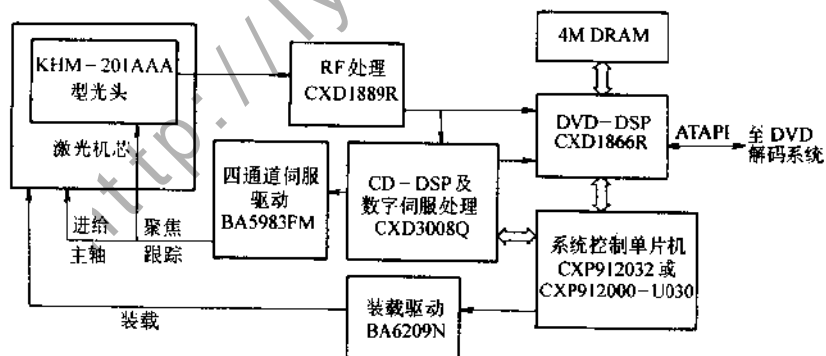 4M DRAM
KHM-201AAA
型光头
激光机芯
RF处理
CXD1889R
DVD-DSP
CXD1866R
ATAPI
至DVD
解码系统
四通道伺服
驱动
BA5983FM
CD-DSP及
数字伺服处理
CXD3008Q
进给
主轴
聚焦
跟踪
系统控制单片机
CXP912032或
CXP912000-U030
装载驱动
BA6209N
装载
http://ly